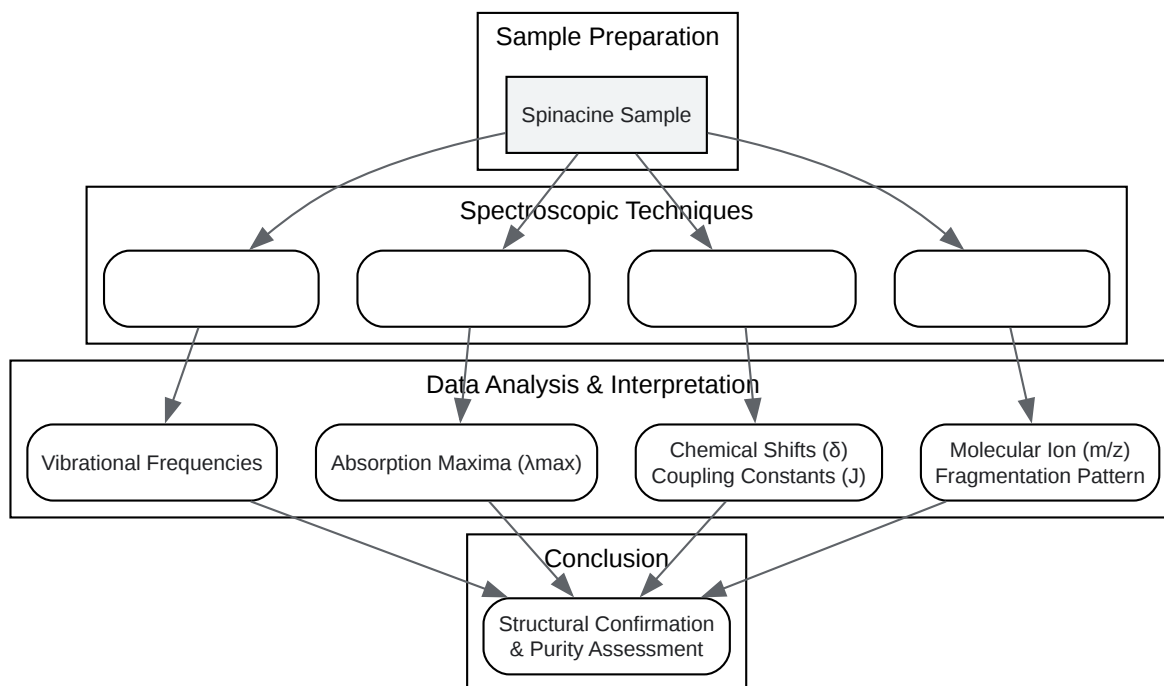 Sample Preparation
Spinacine Sample
Spectroscopic Techniques
Data Analysis & Interpretation
Vibrational Frequencies
Absorption Maxima (λmax)
Chemical Shifts (δ)
Coupling Constants (J)
Molecular Ion (m/z)
Fragmentation Pattern
Conclusion
Structural Confirmation
& Purity Assessment